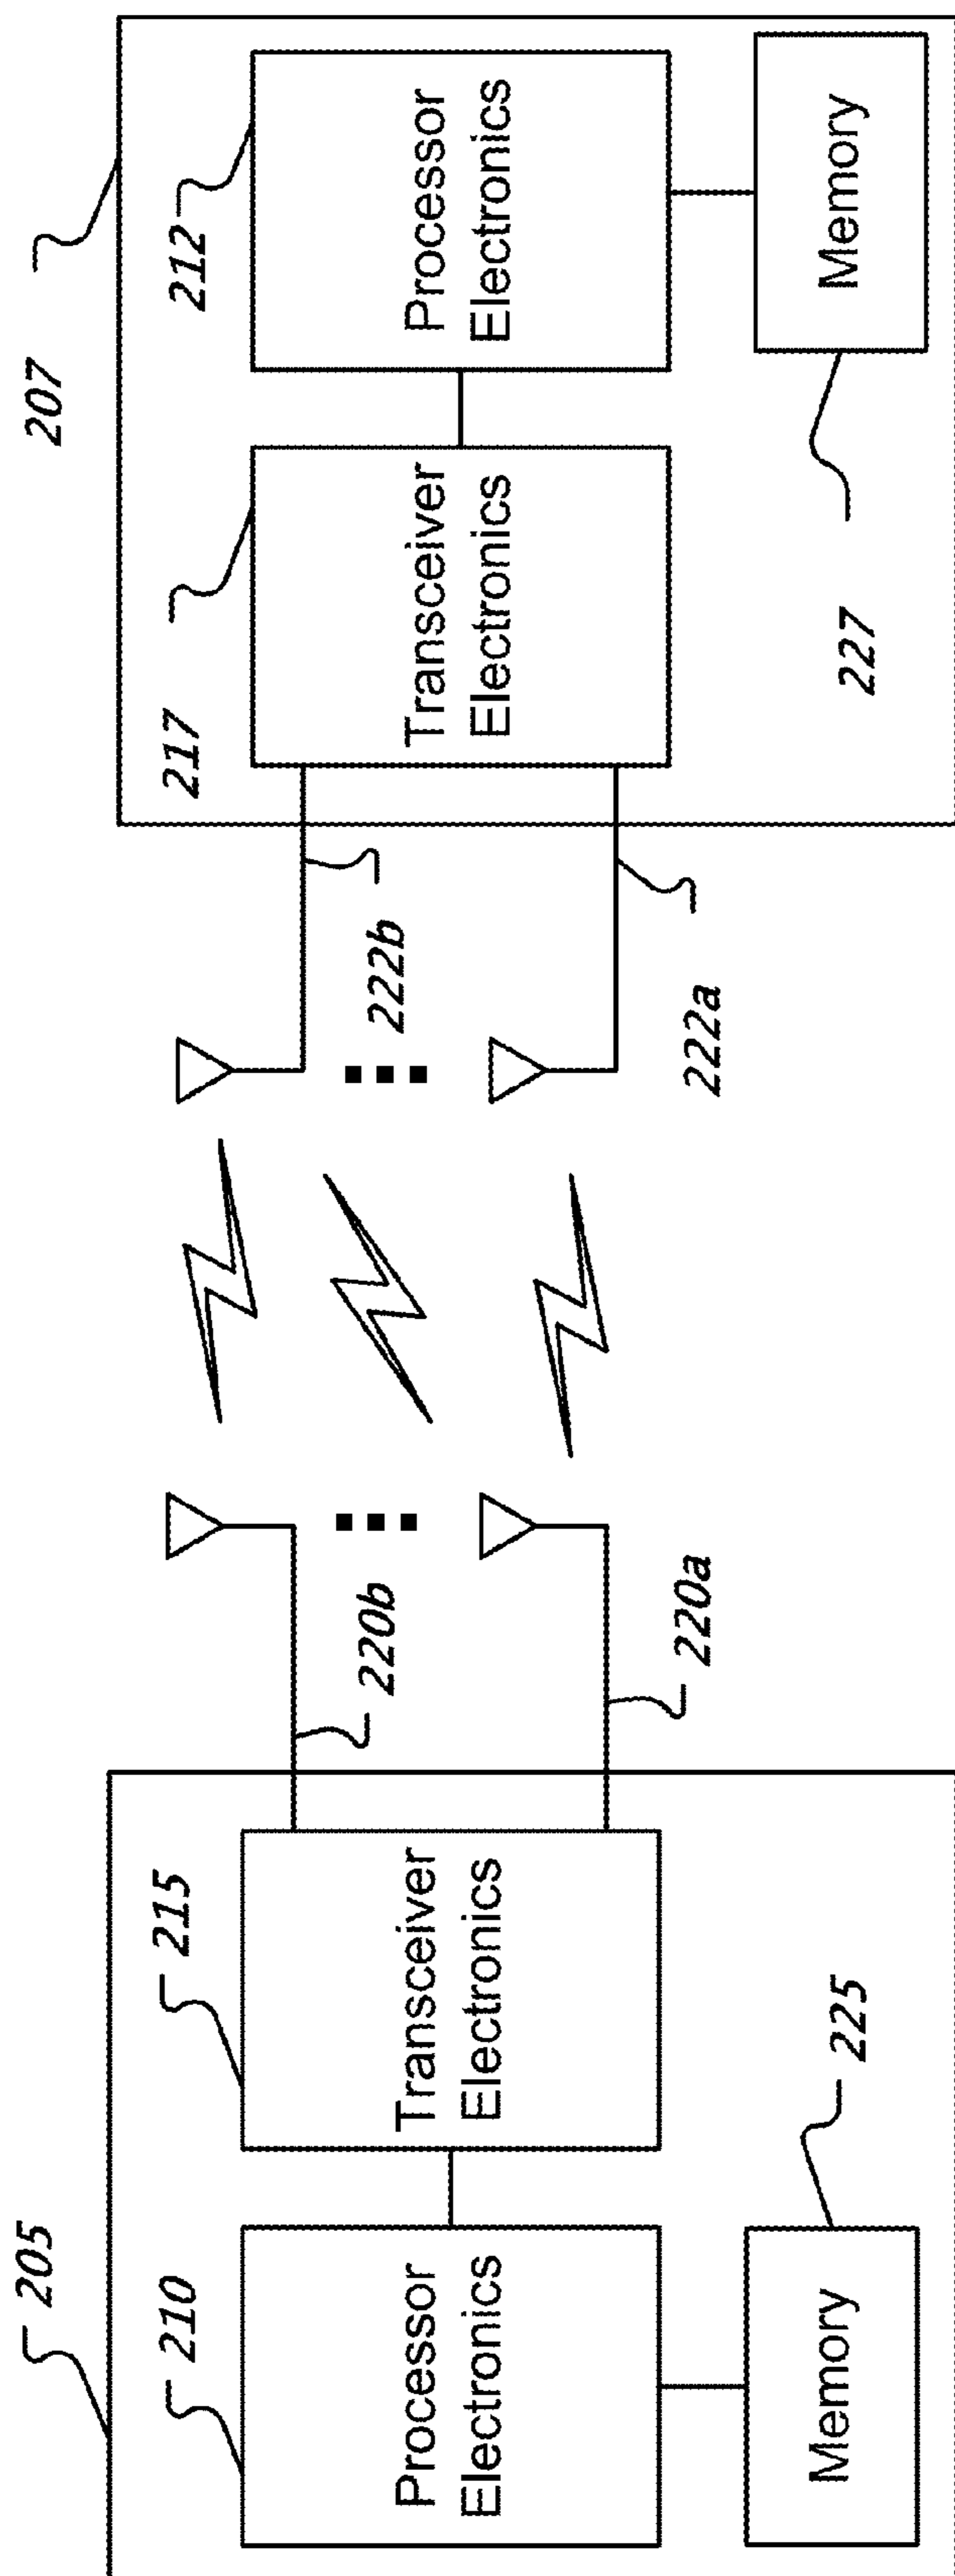 205
210
Processor
Electronics
215
Transceiver
Electronics
Memory
225
220b
220a
222b
222a
207
217
Transceiver
Electronics
212
Processor
Electronics
227
Memory